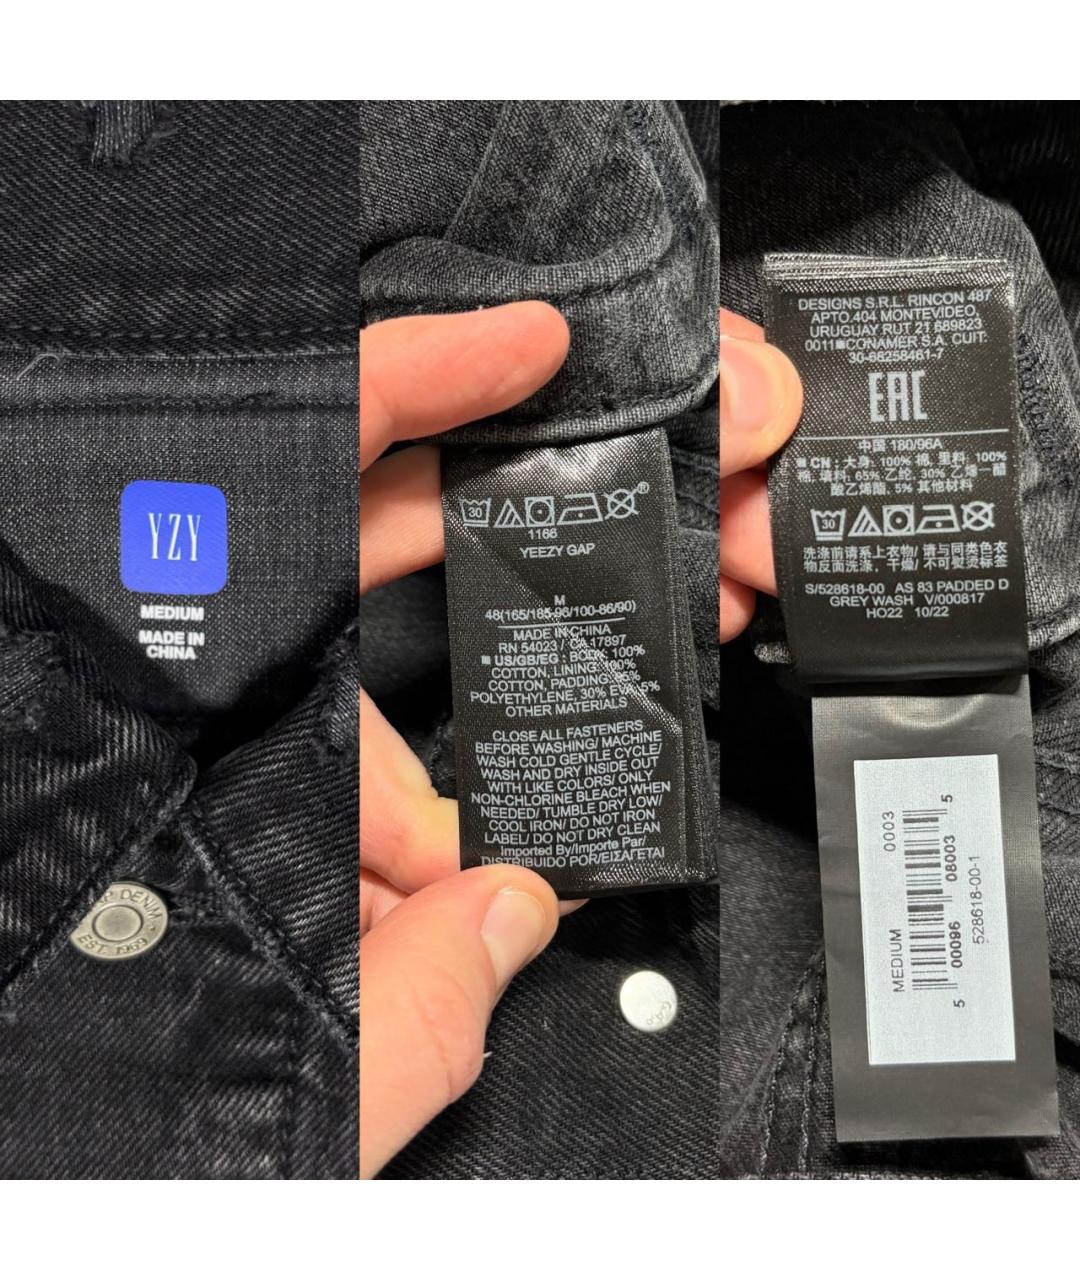 YZY
MEDIUM
MADE IN
CHINA
DENIM
EST. 1969
30
1166
YEEZY GAP
M
48(165/185-96/100-86/90)
MADE IN CHINA
RN 54023 / CA 17897
■ US/GB/EG : BODY: 100%
COTTON, LINING: 100%
COTTON, PADDING: 65%
POLYETHYLENE, 30% EVA, 5%
OTHER MATERIALS
CLOSE ALL FASTENERS
BEFORE WASHING/ MACHINE
WASH COLD GENTLE CYCLE/
WASH AND DRY INSIDE OUT
WITH LIKE COLORS/ ONLY
NON-CHLORINE BLEACH WHEN
NEEDED/ TUMBLE DRY LOW/
COOL IRON/ DO NOT IRON
LABEL/ DO NOT DRY CLEAN
Imported By/Importe Par/
DISTRIBUIDO POR/ΕΙΣΑΓΕΤΑΙ
GAP
DESIGNS S.R.L. RINCON 487
APTO.404 MONTEVIDEO,
URUGUAY RUT 21 689823
0011■CONAMER S.A. CUIT:
30-68258461-7
EAC
中国 180/96A
■ CN : 大身: 100% 棉, 里料: 100%
棉, 填料: 65% 乙纶, 30% 乙烯—醋
酸乙烯酯, 5% 其他材料
30
洗涤前请系上衣物/ 请与同类色衣
物反面洗涤, 干燥/ 不可熨烫标签
S/528618-00 AS 83 PADDED D
GREY WASH V/000817
HO22 10/22
MEDIUM 0003
5 00096 08003 5
528618-00-1